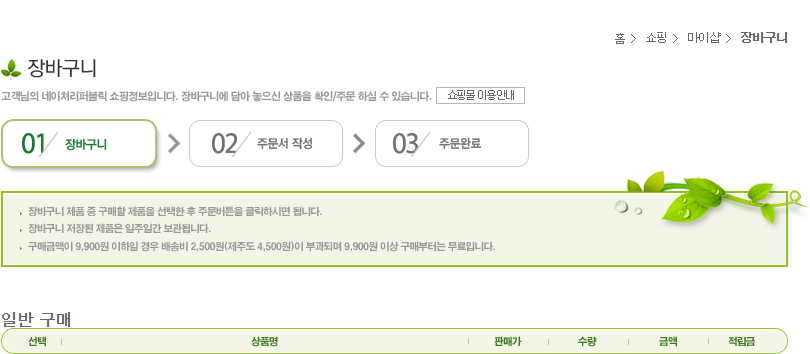 홈 > 쇼핑 > 마이샵 > 장바구니
장바구니
고객님의 네이처리퍼블릭 쇼핑정보입니다. 장바구니에 담아 놓으신 상품을 확인/주문 하실 수 있습니다. 쇼핑몰 이용안내
01/ 장바구니 > 02/ 주문서 작성 > 03/ 주문완료
장바구니 제품 중 구매할 제품을 선택한 후 주문버튼을 클릭하시면 됩니다.
장바구니 저장된 제품은 일주일간 보관됩니다.
구매금액이 9,900원 이하일 경우 배송비 2,500원(제주도 4,500원)이 부과되며 9,900원 이상 구매부터는 무료입니다.
일반 구매
선택 상품명 판매가 수량 금액 적립금